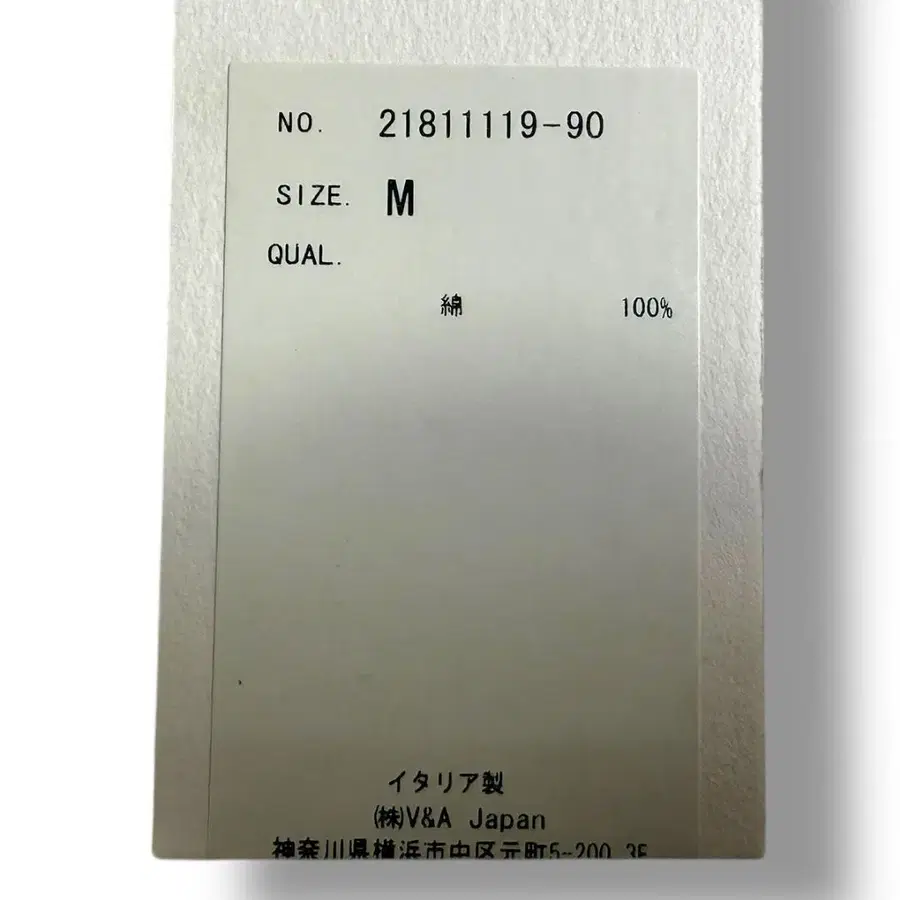 NO. 21811119-90
SIZE. M
QUAL.
綿 100%
イタリア製
㈱V&A Japan
神奈川県横浜市中区元町5-200 3F